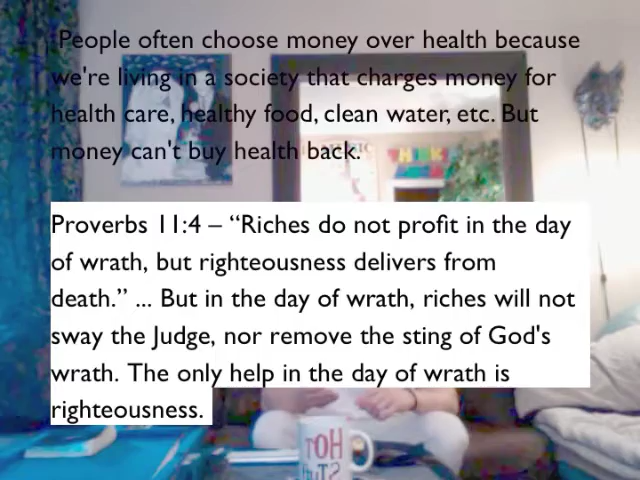 People often choose money over health because
we're living in a society that charges money for
health care, healthy food, clean water, etc. But
money can't buy health back.
Proverbs 11:4 – “Riches do not profit in the day
of wrath, but righteousness delivers from
death.” ... But in the day of wrath, riches will not
sway the Judge, nor remove the sting of God's
wrath. The only help in the day of wrath is
righteousness.
THINK
HOT